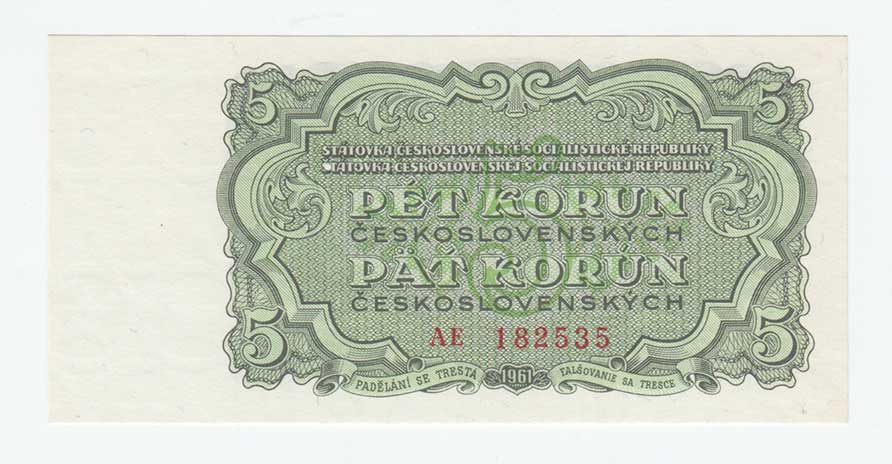 5 5
STÁTOVKA ČESKOSLOVENSKÉ SOCIALISTICKÉ REPUBLIKY
ŠTÁTOVKA ČESKOSLOVENSKEJ SOCIALISTICKEJ REPUBLIKY
PĚT KORUN
ČESKOSLOVENSKÝCH
PÄŤ KORÚN
ČESKOSLOVENSKÝCH
5 5
AE 182535
PADĚLÁNÍ SE TRESTÁ 1961 FALŠOVANIE SA TRESCE